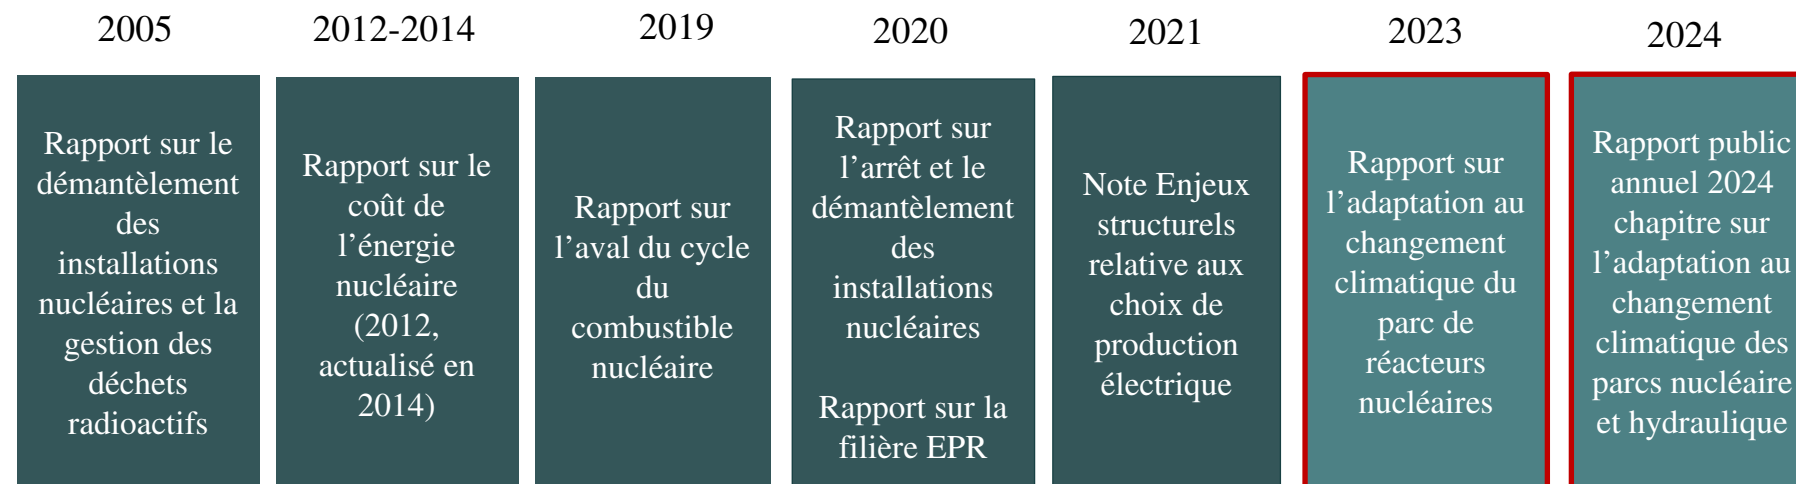 2005
Rapport sur le
démantèlement
des
installations
nucléaires et la
gestion des
déchets
radioactifs
2012-2014
Rapport sur le
coût de
l’énergie
nucléaire
(2012,
actualisé en
2014)
2019
Rapport sur
l’aval du cycle
du
combustible
nucléaire
2020
Rapport sur
l’arrêt et le
démantèlement
des
installations
nucléaires
Rapport sur la
filière EPR
2021
Note Enjeux
structurels
relative aux
choix de
production
électrique
2023
Rapport sur
l’adaptation au
changement
climatique du
parc de
réacteurs
nucléaires
2024
Rapport public
annuel 2024
chapitre sur
l’adaptation au
changement
climatique des
parcs nucléaire
et hydraulique